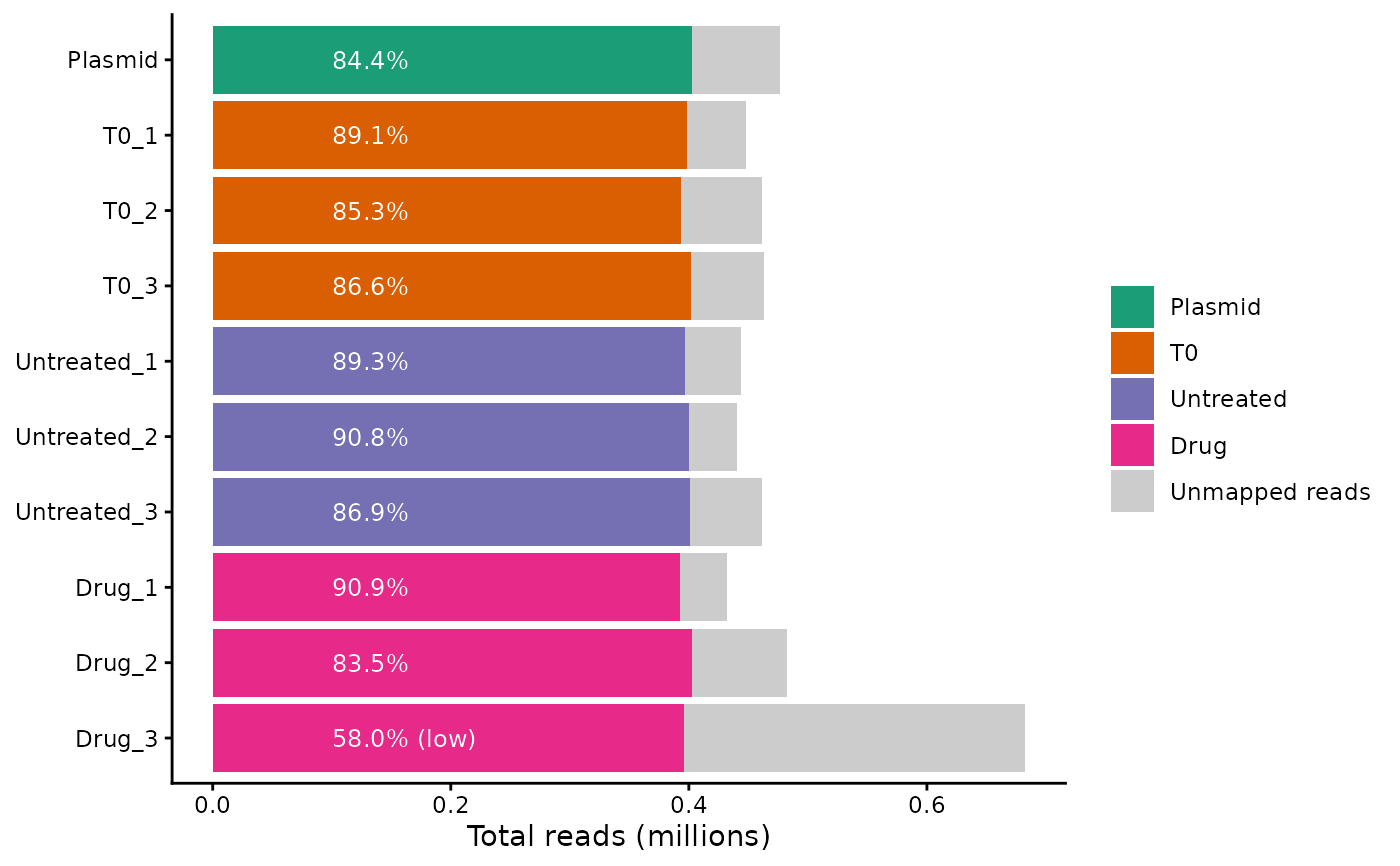 Plasmid 84.4%
T0_1 89.1%
T0_2 85.3%
T0_3 86.6%
Untreated_1 89.3%
Untreated_2 90.8%
Untreated_3 86.9%
Drug_1 90.9%
Drug_2 83.5%
Drug_3 58.0% (low)
0.0 0.2 0.4 0.6
Total reads (millions)
Plasmid
T0
Untreated
Drug
Unmapped reads